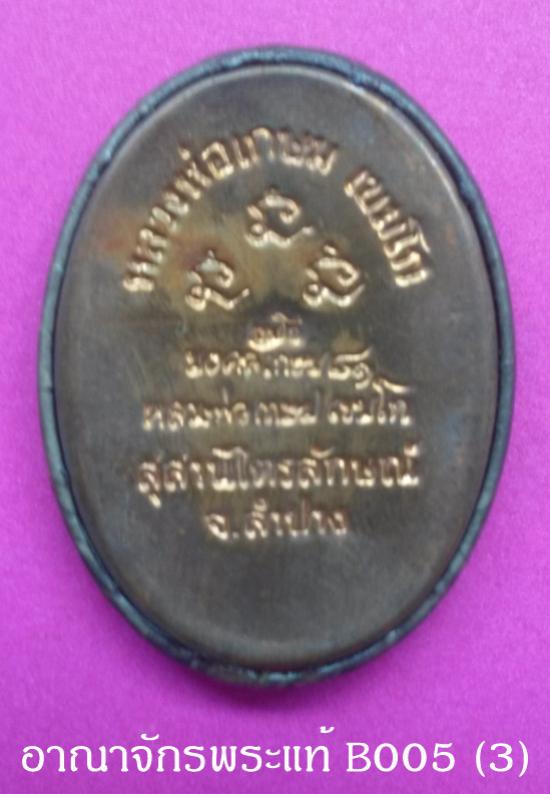 หลวงพ่อเกษม เขมโก
มงคล เกษม ๒๑
หลวงพ่อ เกษม เขมโก
สุสานไตรลักษณ์
จ.ลำปาง
อาณาจักรพระแท้ B005 (3)